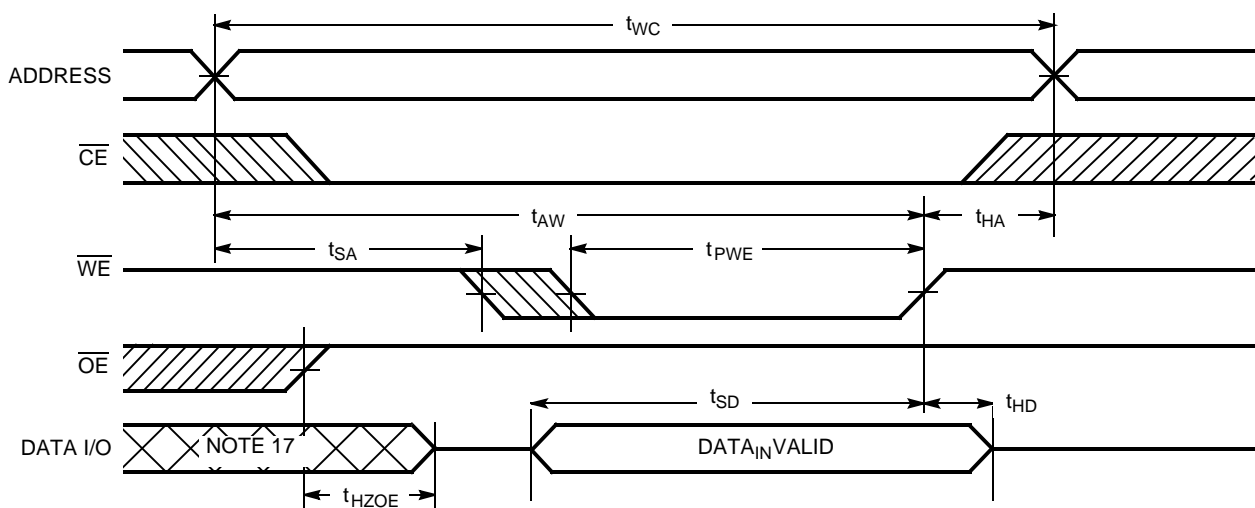 tWC
ADDRESS
CE
tAW
tHA
tSA
tPWE
WE
OE
tSD
tHD
DATA I/O
NOTE 17
DATAINVALID
tHZOE